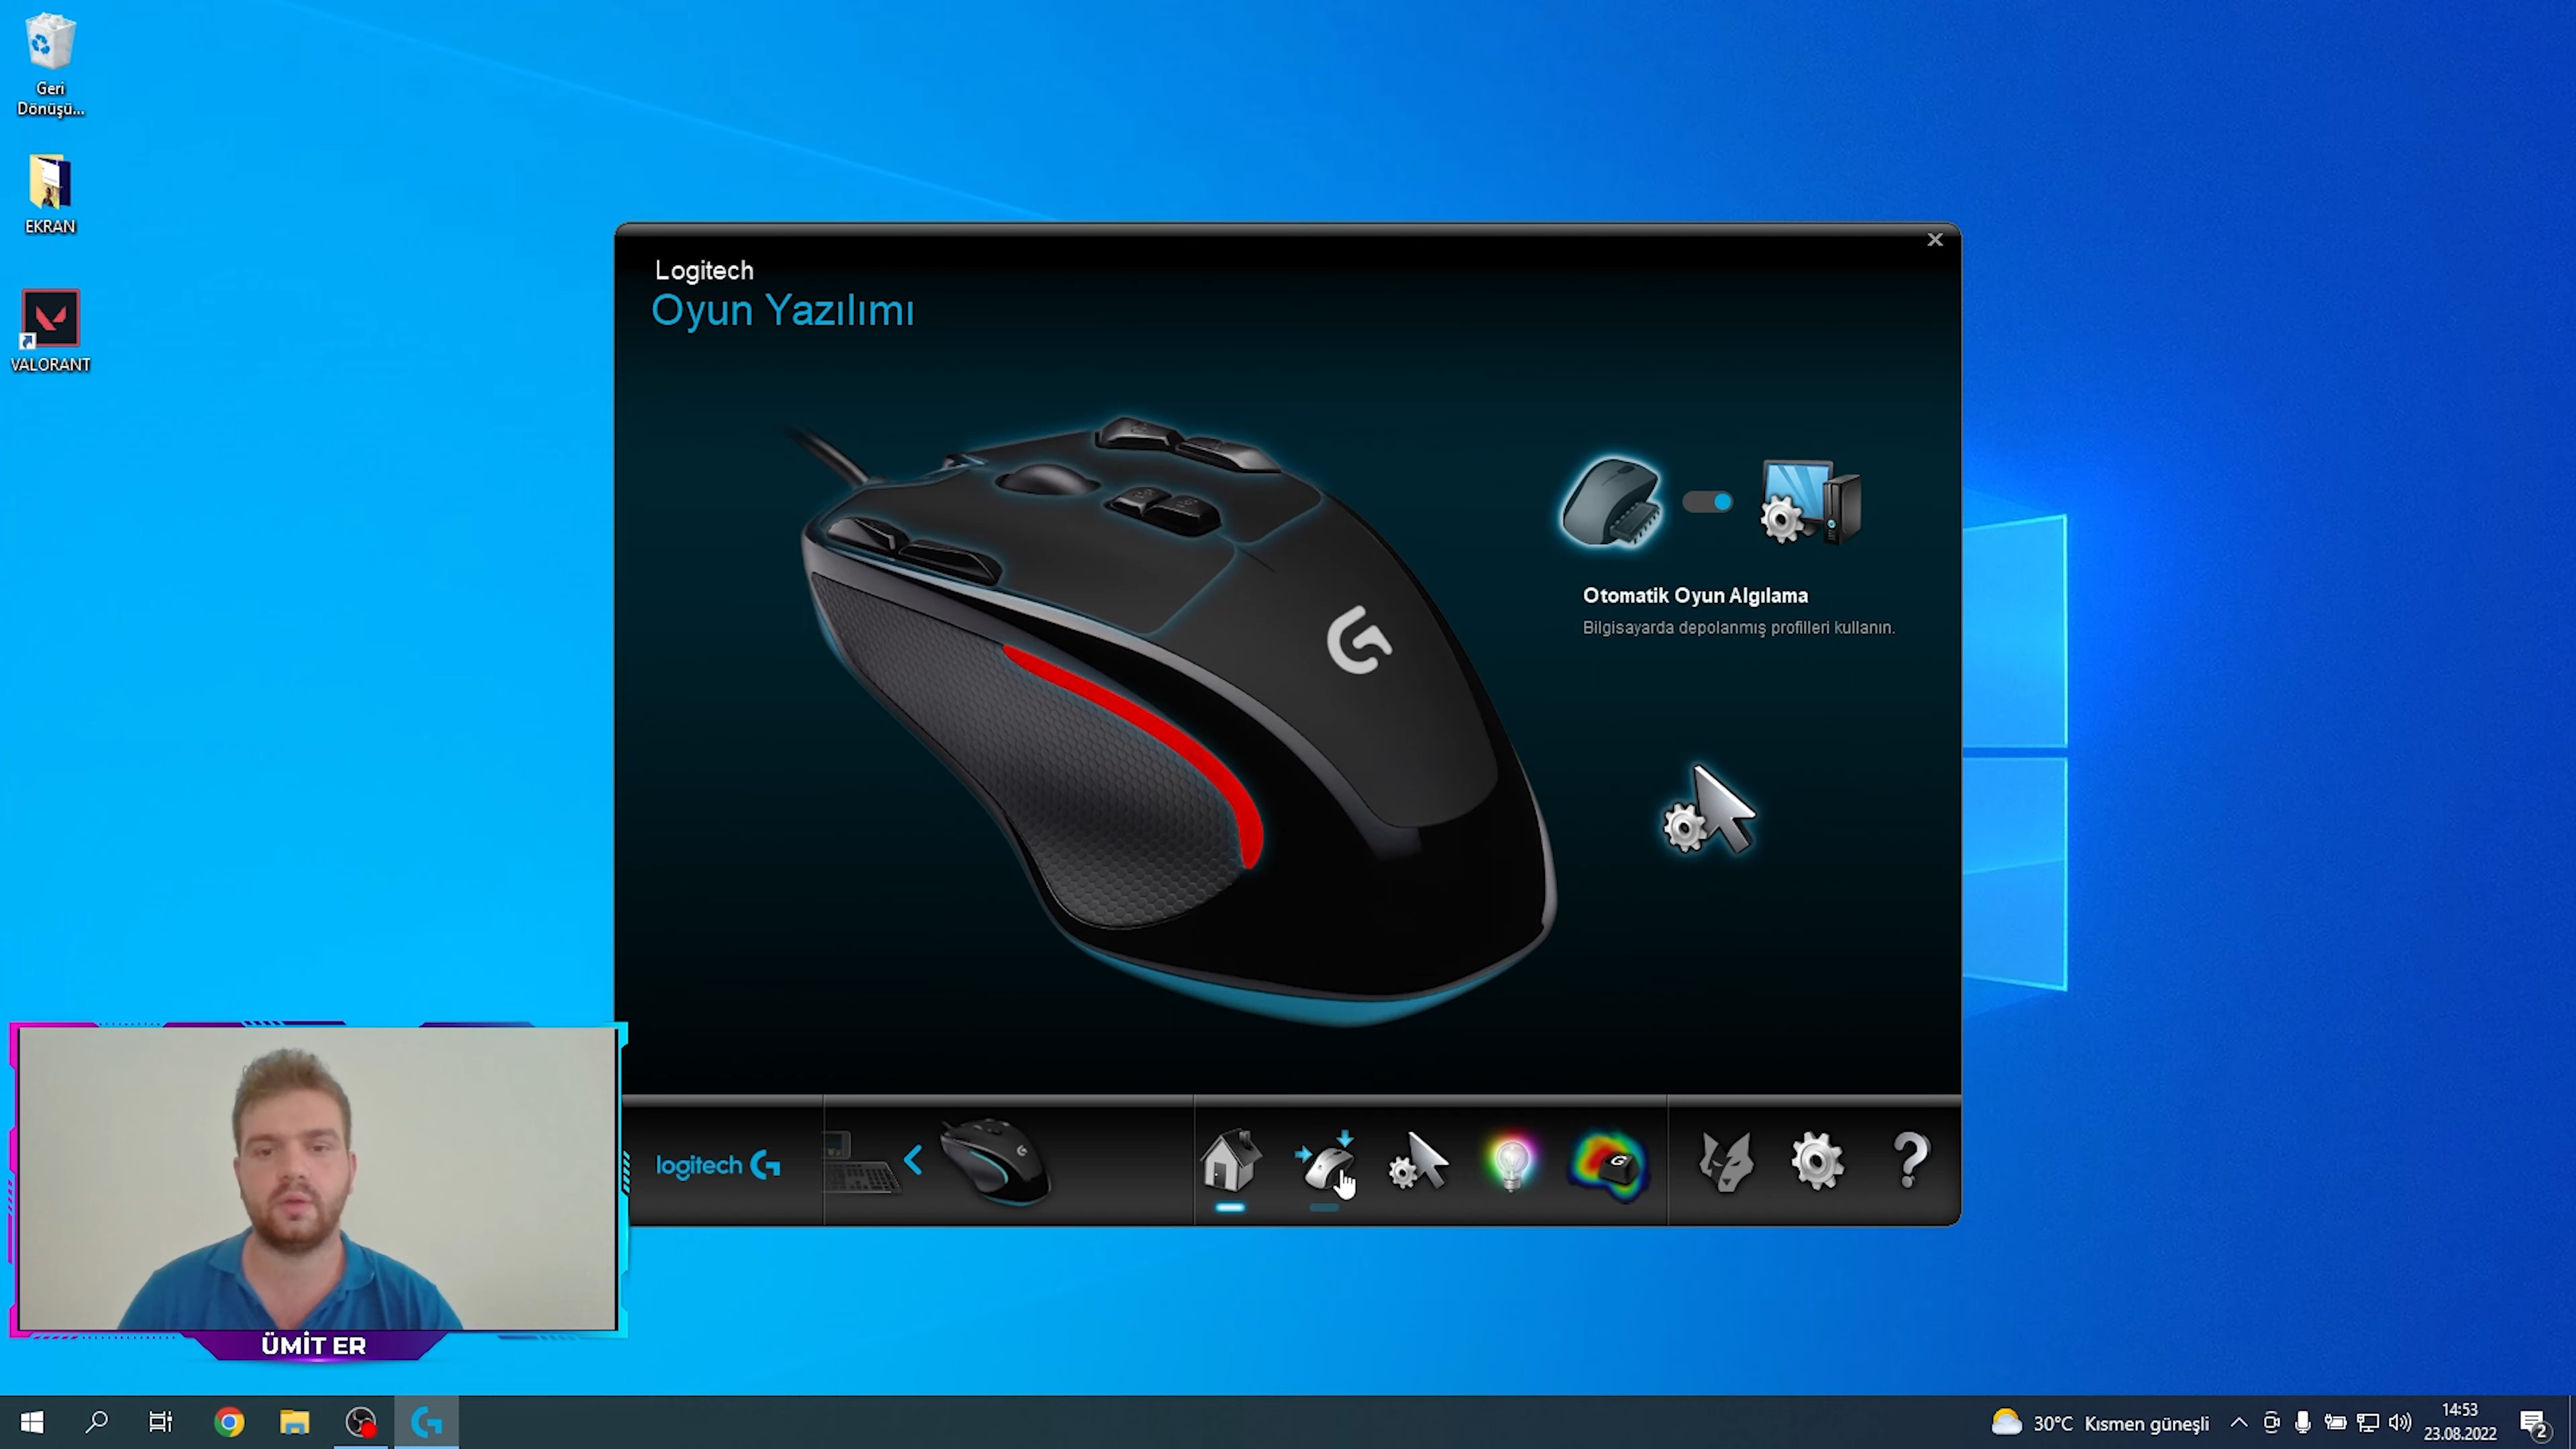 Geri
Dönüşü...
EKRAN
VALORANT
Logitech
Oyun Yazılımı
Otomatik Oyun Algılama
Bilgisayarda depolanmış profilleri kullanın.
logitech G
ÜMİT ER
30°C Kısmen güneşli
14:53
23.08.2022
2